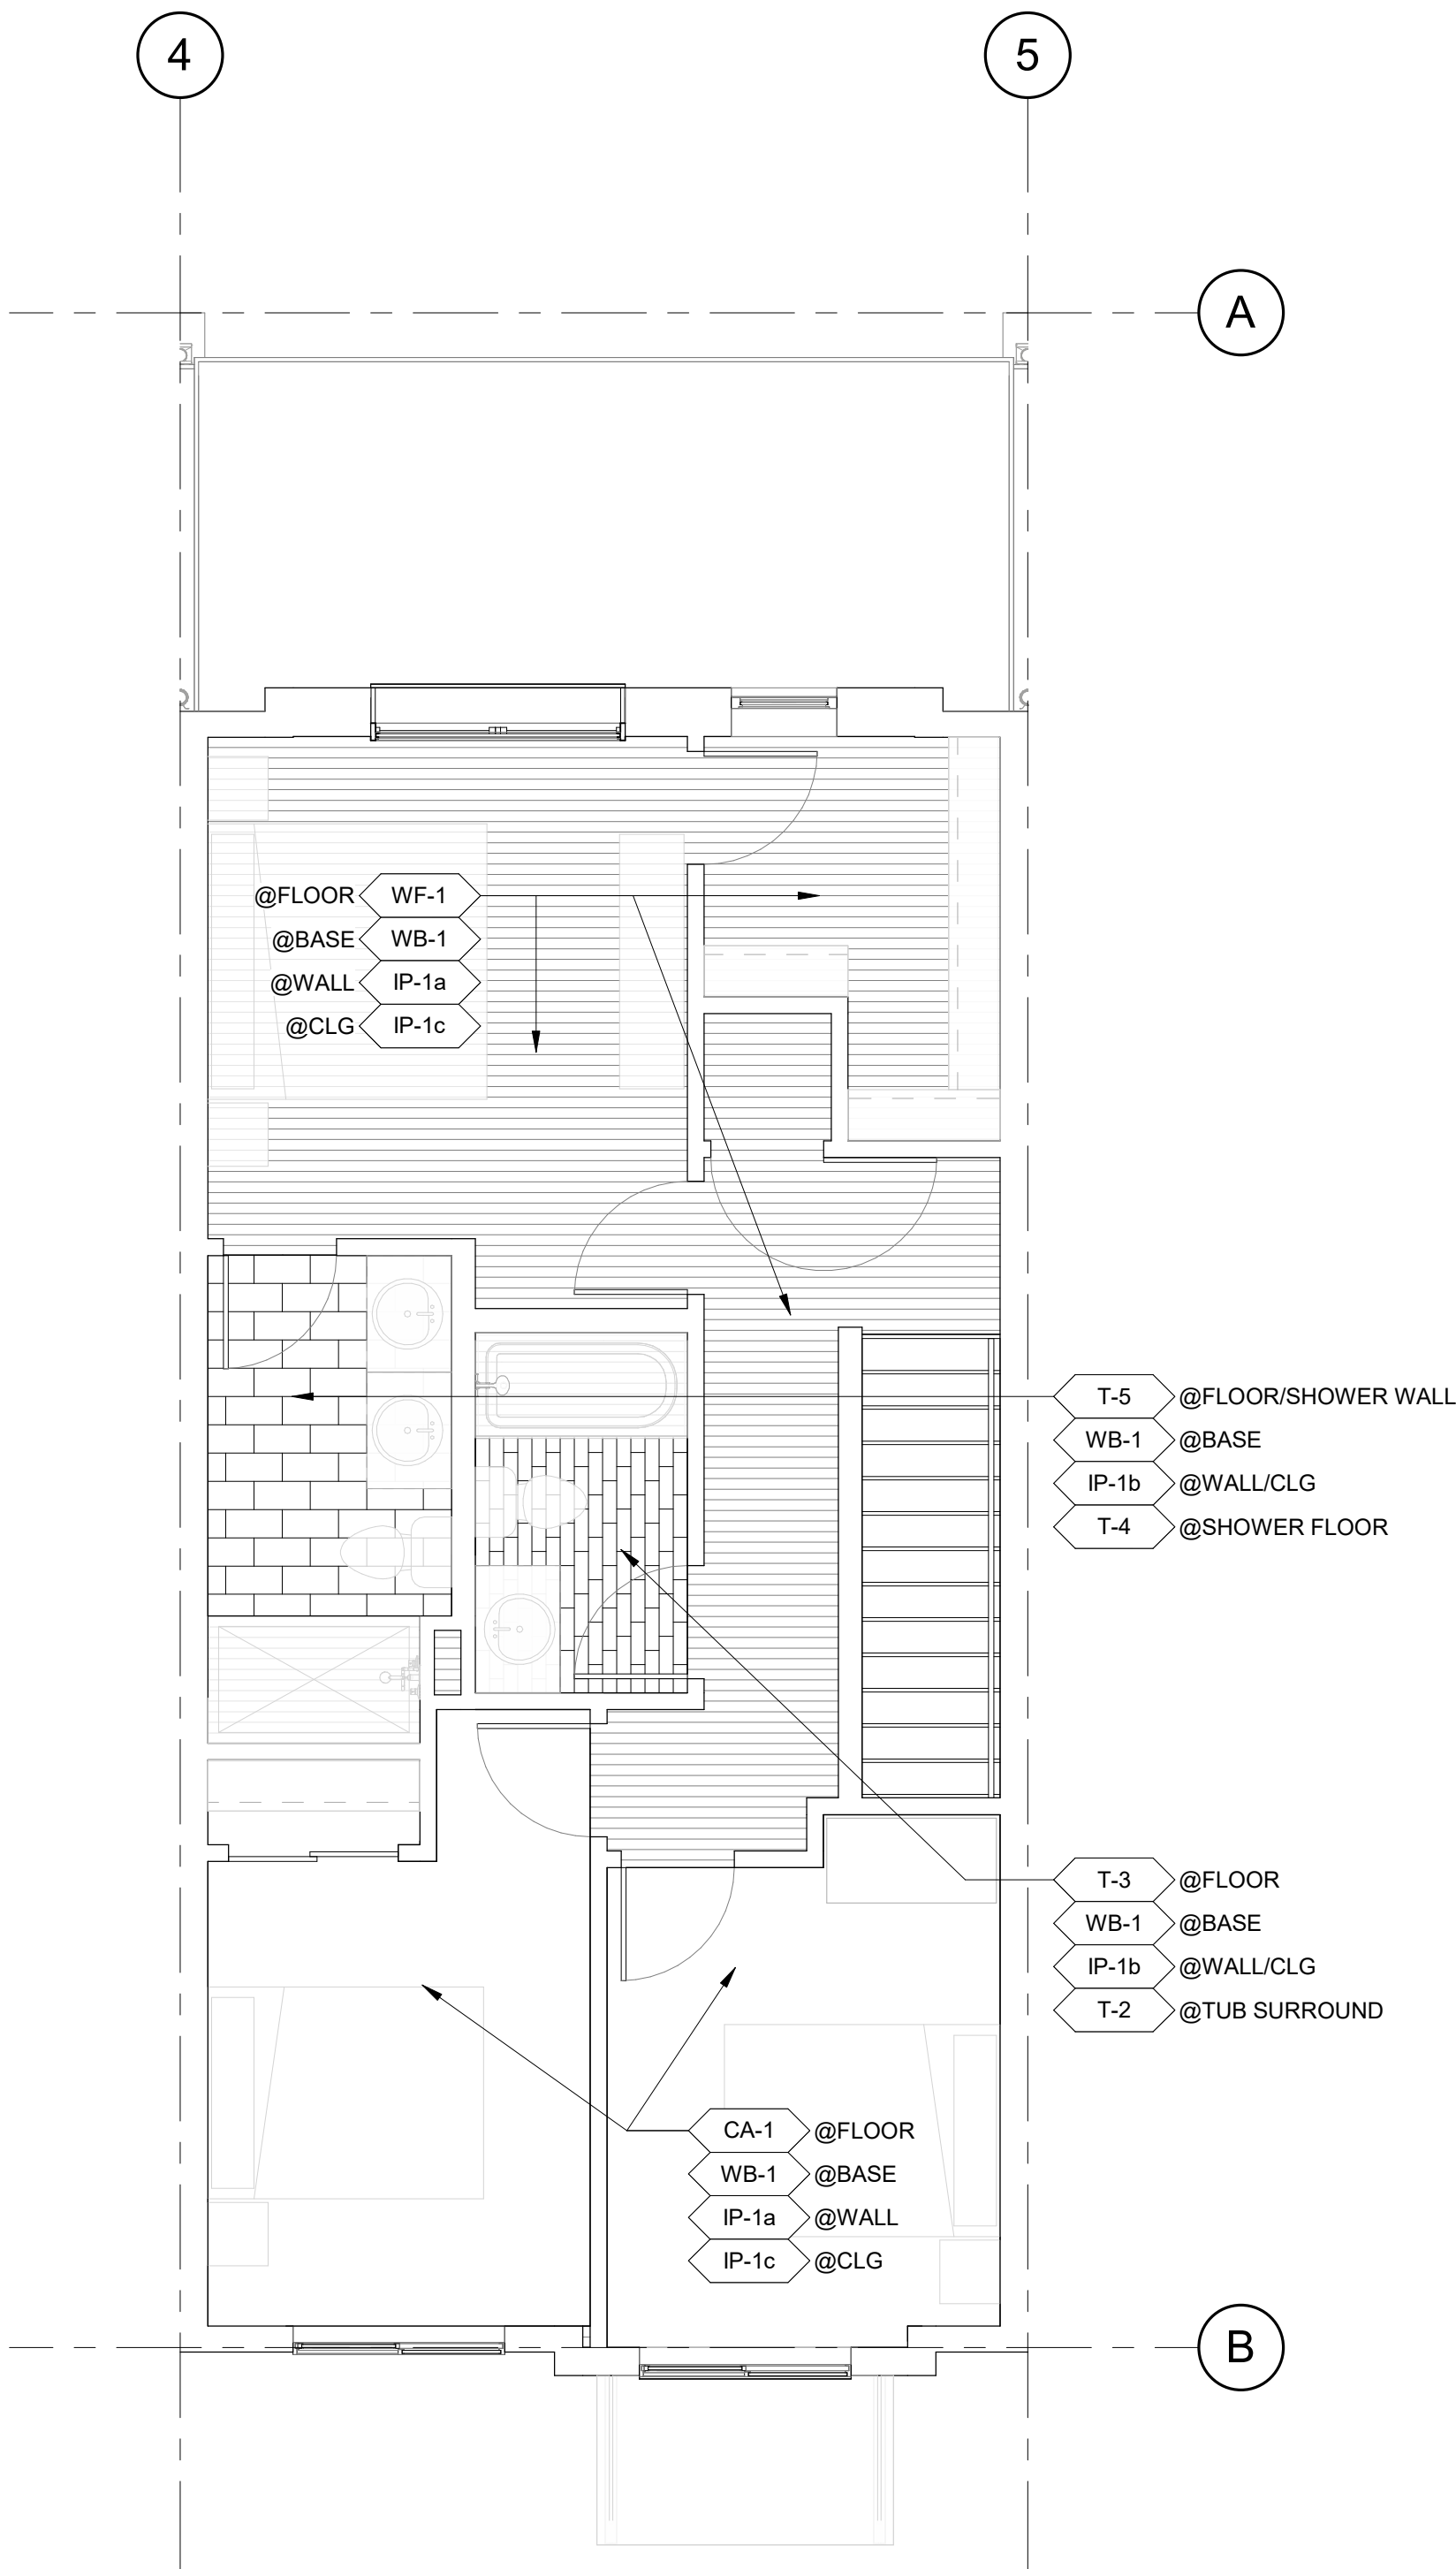 4
5
A
@FLOOR WF-1
@BASE WB-1
@WALL IP-1a
@CLG IP-1c
T-5 @FLOOR/SHOWER WALL
WB-1 @BASE
IP-1b @WALL/CLG
T-4 @SHOWER FLOOR
T-3 @FLOOR
WB-1 @BASE
IP-1b @WALL/CLG
T-2 @TUB SURROUND
CA-1 @FLOOR
WB-1 @BASE
IP-1a @WALL
IP-1c @CLG
B